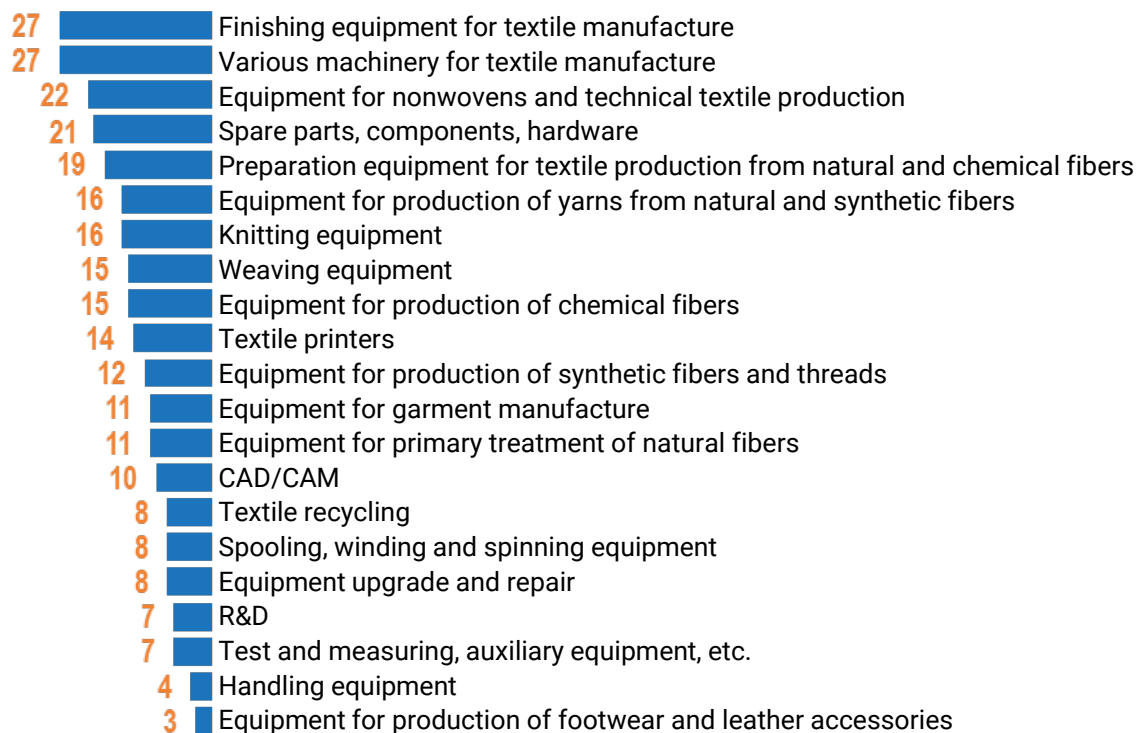 27 Finishing equipment for textile manufacture
27 Various machinery for textile manufacture
22 Equipment for nonwovens and technical textile production
21 Spare parts, components, hardware
19 Preparation equipment for textile production from natural and chemical fibers
16 Equipment for production of yarns from natural and synthetic fibers
16 Knitting equipment
15 Weaving equipment
15 Equipment for production of chemical fibers
14 Textile printers
12 Equipment for production of synthetic fibers and threads
11 Equipment for garment manufacture
11 Equipment for primary treatment of natural fibers
10 CAD/CAM
8 Textile recycling
8 Spooling, winding and spinning equipment
8 Equipment upgrade and repair
7 R&D
7 Test and measuring, auxiliary equipment, etc.
4 Handling equipment
3 Equipment for production of footwear and leather accessories